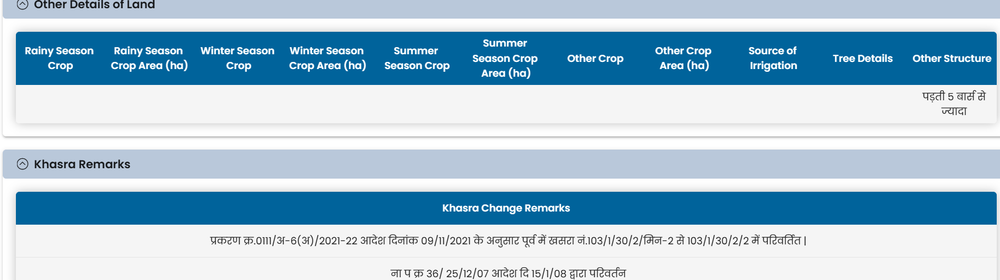 Other Details of Land
Rainy Season Crop
Rainy Season Crop Area (ha)
Winter Season Crop
Winter Season Crop Area (ha)
Summer Season Crop
Summer Season Crop Area (ha)
Other Crop
Other Crop Area (ha)
Source of Irrigation
Tree Details
Other Structure
पड़ती 5 बार्स से
ज्यादा
Khasra Remarks
Khasra Change Remarks
प्रकरण क्र.0111/अ-6(अ)/2021-22 आदेश दिनांक 09/11/2021 के अनुसार पूर्व में खसरा नं.103/1/30/2/मिन-2 से 103/1/30/2/2 में परिवर्तित |
ना प क्र 36/ 25/12/07 आदेश दि 15/1/08 द्वारा परिवर्तन